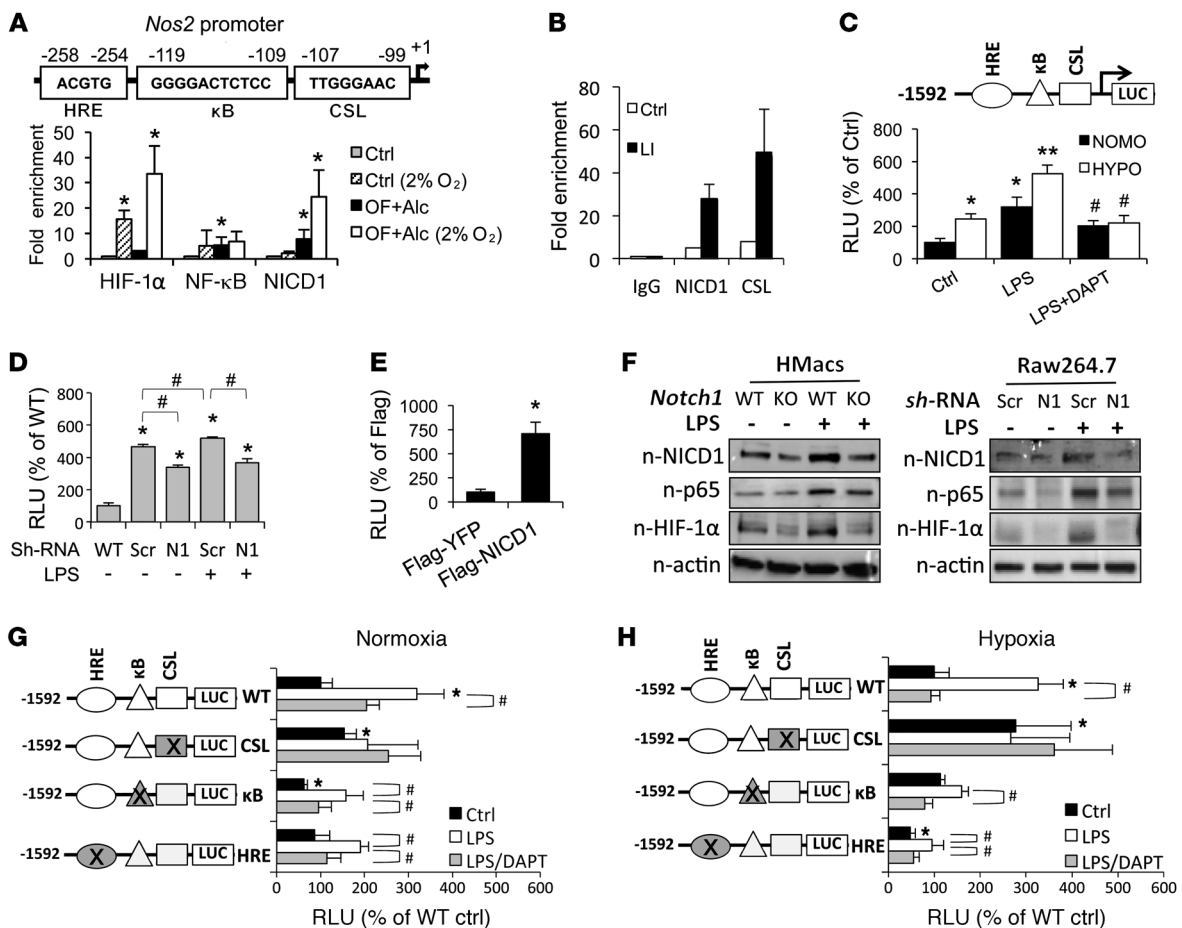 A
Nos2 promoter
-258 -254 -119 -109 -107 -99 +1
ACGTG GGGGACTCTCC TTGGGAAC
HRE κB CSL
Fold enrichment
50
40
30
20
10
0
HIF-1α NF-κB NICD1
* * * * *
Ctrl
Ctrl (2% O₂)
OF+Alc
OF+Alc (2% O₂)
B
Fold enrichment
80
60
40
20
0
Ctrl
LI
IgG NICD1 CSL
C
HRE κB CSL
-1592 LUC
RLU (% of Ctrl)
800
600
400
200
0
NOMO
HYPO
* * ** # #
Ctrl LPS LPS+DAPT
D
RLU (% of WT)
800
600
400
200
0
# # #
* * * *
Sh-RNA WT Scr N1 Scr N1
LPS - - - + +
E
RLU (% of Flag)
1000
750
500
250
0
*
Flag-YFP Flag-NICD1
F
HMacs
Notch1 WT KO WT KO
LPS - - + +
n-NICD1
n-p65
n-HIF-1α
n-actin
Raw264.7
sh-RNA Scr N1 Scr N1
LPS - - + +
n-NICD1
n-p65
n-HIF-1α
n-actin
G
Normoxia
HRE κB CSL
-1592 LUC WT * #
-1592 X LUC CSL *
-1592 X LUC κB * # #
-1592 X LUC HRE # #
Ctrl
LPS
LPS/DAPT
0 100 200 300 400 500 600
RLU (% of WT ctrl)
H
Hypoxia
HRE κB CSL
-1592 LUC WT * #
-1592 X LUC CSL *
-1592 X LUC κB #
-1592 X LUC HRE * # #
Ctrl
LPS
LPS/DAPT
0 100 200 300 400 500 600
RLU (% of WT ctrl)